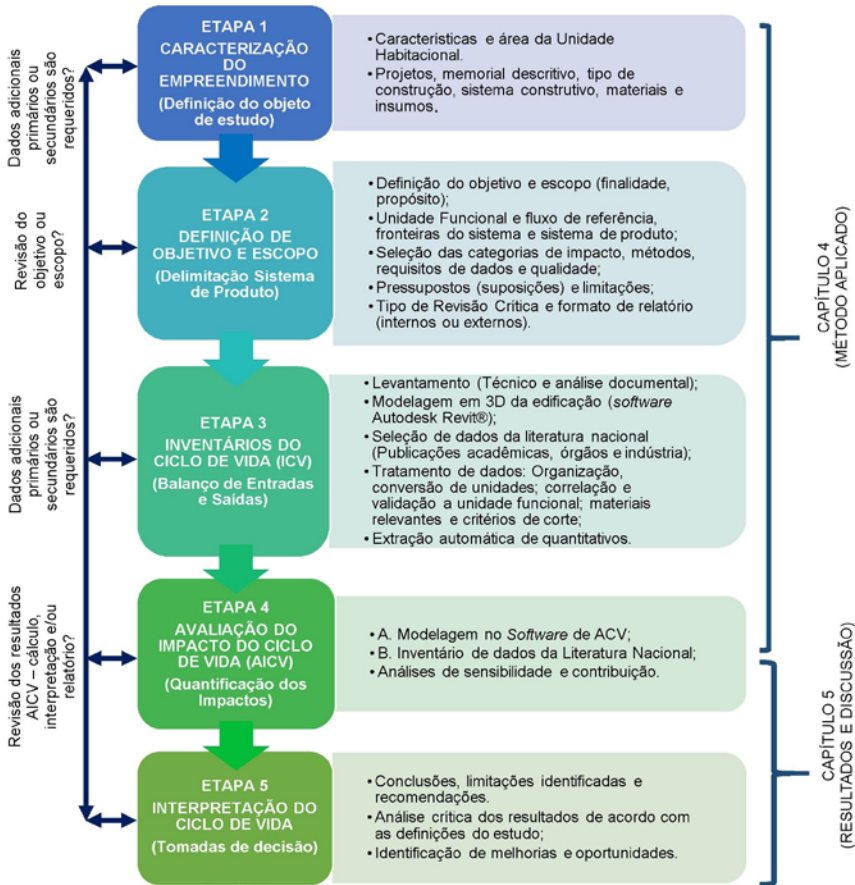 ETAPA 1
CARACTERIZAÇÃO
DO
EMPREENDIMENTO
(Definição do objeto
de estudo)
• Caracteristicas e área da Unidade
Habitacional.
• Projetos, memorial descritivo, tipo de
construção, sistema construtivo, materiais e
insumos.
Dados adicionais
primários ou
secundários são
requeridos?
ETAPA 2
DEFINIÇÃO DE
OBJETIVO E ESCOPO
(Delimitação Sistema
de Produto)
• Definição do objetivo e escopo (finalidade,
propósito);
• Unidade Funcional e fluxo de referência,
fronteiras do sistema e sistema de produto;
• Seleção das categorias de impacto, métodos,
requisitos de dados e qualidade;
• Pressupostos (suposições) e limitações;
• Tipo de Revisão Crítica e formato de relatório
(internos ou externos).
Revisão do
objetivo ou
escopo?
ETAPA 3
INVENTÁRIOS DO
CICLO DE VIDA (ICV)
(Balanço de Entradas
e Saídas)
• Levantamento (Técnico e análise documental);
• Modelagem em 3D da edificação (software
Autodesk Revit®);
• Seleção de dados da literatura nacional
(Publicações acadêmicas, órgãos e indústria);
• Tratamento de dados: Organização,
conversão de unidades; correlação e
validação a unidade funcional; materiais
relevantes e critérios de corte;
• Extração automática de quantitativos.
Dados adicionais
primários ou
secundários são
requeridos?
ETAPA 4
AVALIAÇÃO DO
IMPACTO DO CICLO
DE VIDA (AICV)
(Quantificação dos
Impactos)
• A. Modelagem no Software de ACV;
• B. Inventário de dados da Literatura Nacional;
• Análises de sensibilidade e contribuição.
Revisão dos resultados
AICV – cálculo,
interpretação e/ou
relatório?
ETAPA 5
INTERPRETAÇÃO DO
CICLO DE VIDA
(Tomadas de decisão)
• Conclusões, limitações identificadas e
recomendações.
• Análise crítica dos resultados de acordo com
as definições do estudo;
• Identificação de melhorias e oportunidades.
CAPÍTULO 4
(MÉTODO APLICADO)
CAPÍTULO 5
(RESULTADOS E DISCUSSÃO)